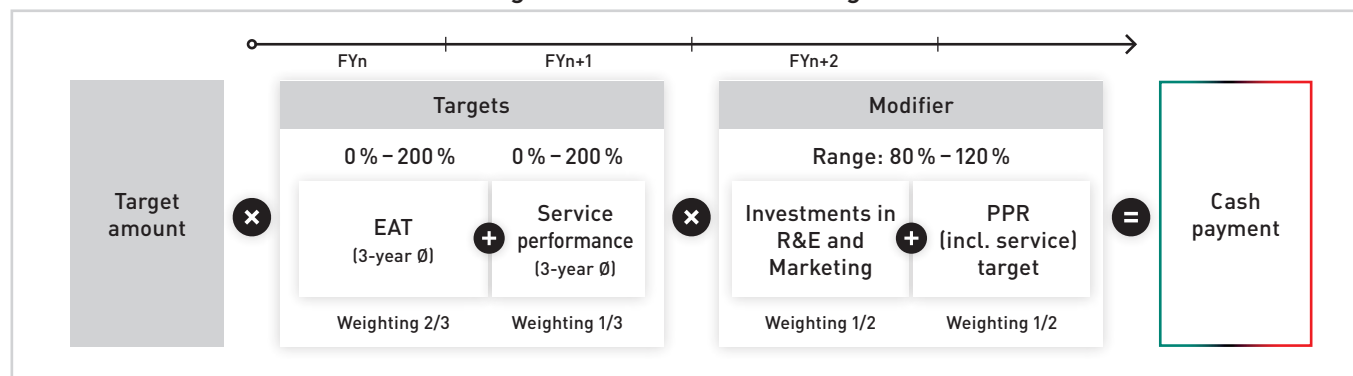 FYn
FYn+1
FYn+2
Target
amount
×
Targets
0 % – 200 %
0 % – 200 %
EAT
(3-year Ø)
+
Service
performance
(3-year Ø)
Weighting 2/3
Weighting 1/3
×
Modifier
Range: 80 % – 120 %
Investments in
R&E and
Marketing
+
PPR
(incl. service)
target
Weighting 1/2
Weighting 1/2
=
Cash
payment